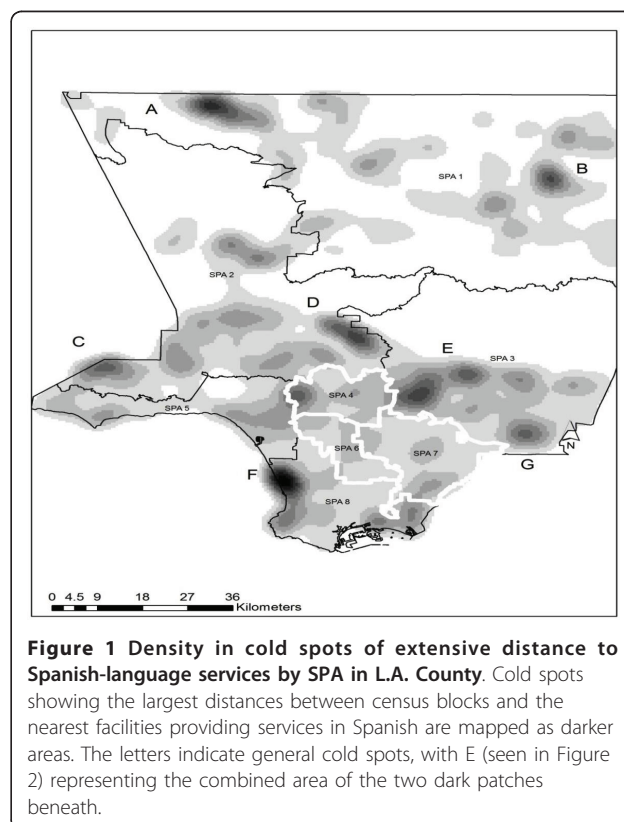 A
B
SPA 1
SPA 2
D
C
E
SPA 3
SPA 4
SPA 5
SPA 6
SPA 7
N
G
F
SPA 8
0 4.5 9 18 27 36
Kilometers
Figure 1 Density in cold spots of extensive distance to
Spanish-language services by SPA in L.A. County. Cold spots
showing the largest distances between census blocks and the
nearest facilities providing services in Spanish are mapped as darker
areas. The letters indicate general cold spots, with E (seen in Figure
2) representing the combined area of the two dark patches
beneath.